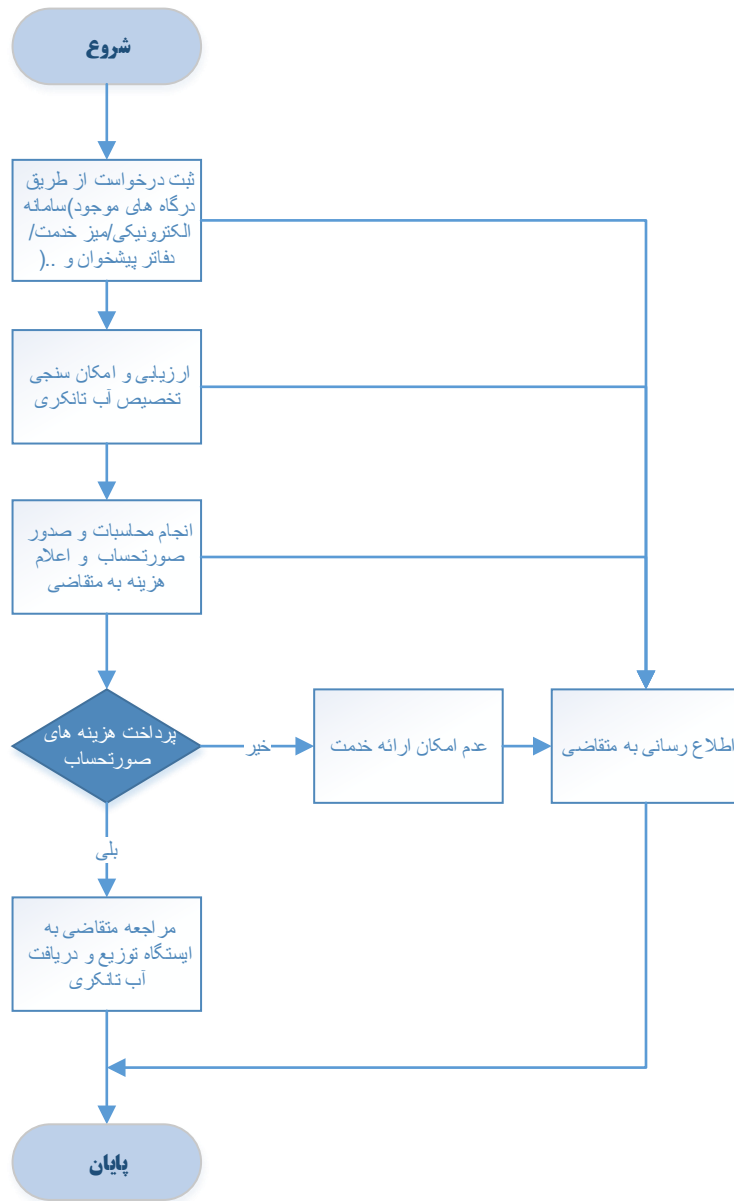 شروع
ثبت درخواست از طریق
درگاه های موجود)سامانه
الکترونیکی/میز خدمت/
دفاتر پیشخوان و ..(
ارزیابی و امکان سنجی
تخصیص آب تانکری
انجام محاسبات و صدور
صورتحساب و اعلام
هزینه به متقاضی
پرداخت هزینه های
صورتحساب
خیر
عدم امکان ارائه خدمت
اطلاع رسانی به متقاضی
بلی
مراجعه متقاضی به
ایستگاه توزیع و دریافت
آب تانکری
پایان